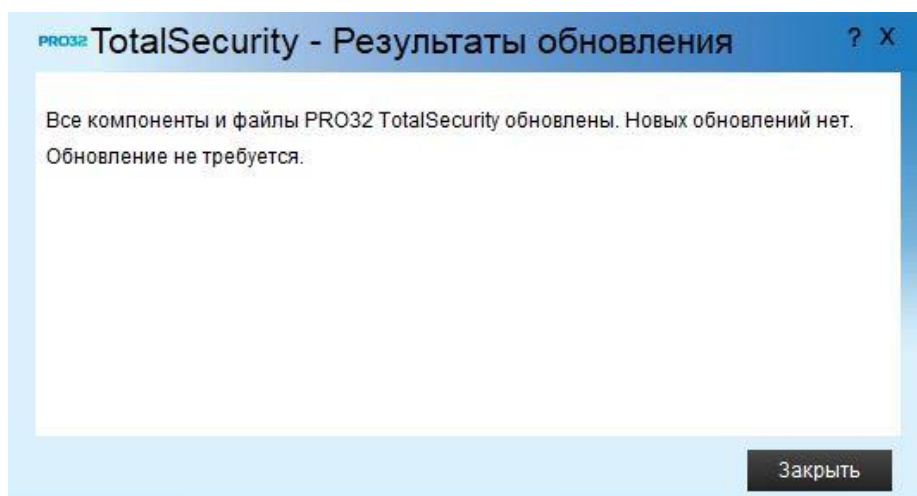 PRO32 TotalSecurity - Результаты обновления ? X
Все компоненты и файлы PRO32 TotalSecurity обновлены. Новых обновлений нет.
Обновление не требуется.
Закрыть